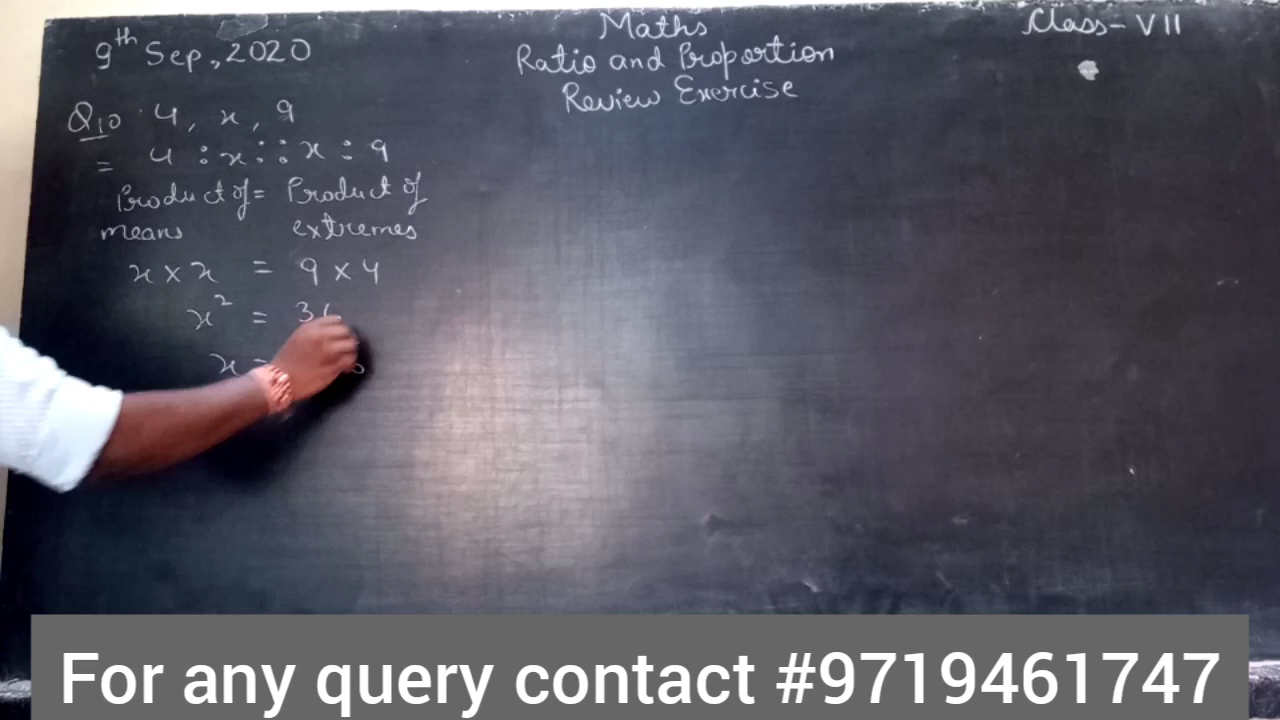 9th Sep., 2020
Maths
Class - VII
Ratio and Proportion
Review Exercise
Q10 4, x, 9
= 4 : x :: x : 9
Product of = Product of
means extremes
x × x = 9 × 4
x² = 36
x =
For any query contact #9719461747